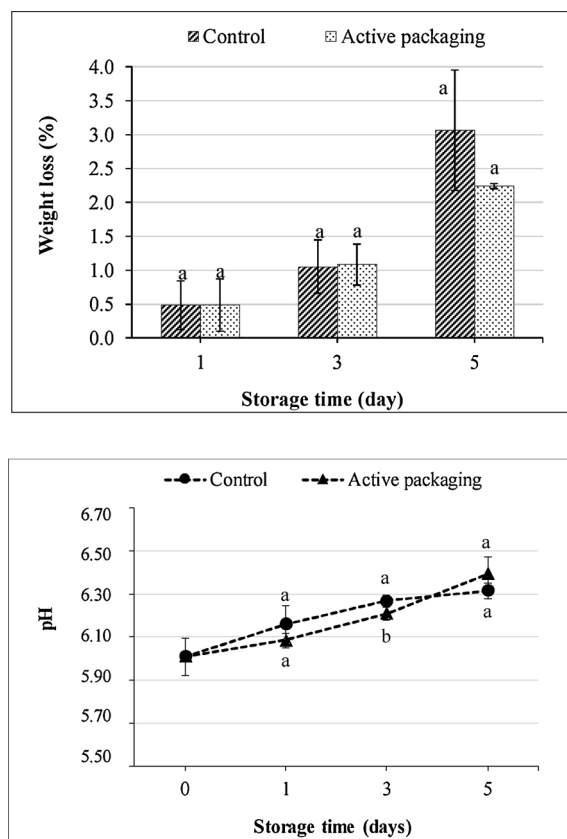 Control Active packaging
4.0
3.5
3.0
2.5
2.0
1.5
1.0
0.5
0.0
Weight loss (%)
a a
a a
a a
1 3 5
Storage time (day)
Control Active packaging
6.70
6.50
6.30
6.10
5.90
5.70
5.50
pH
a a a
a b a
0 1 3 5
Storage time (days)